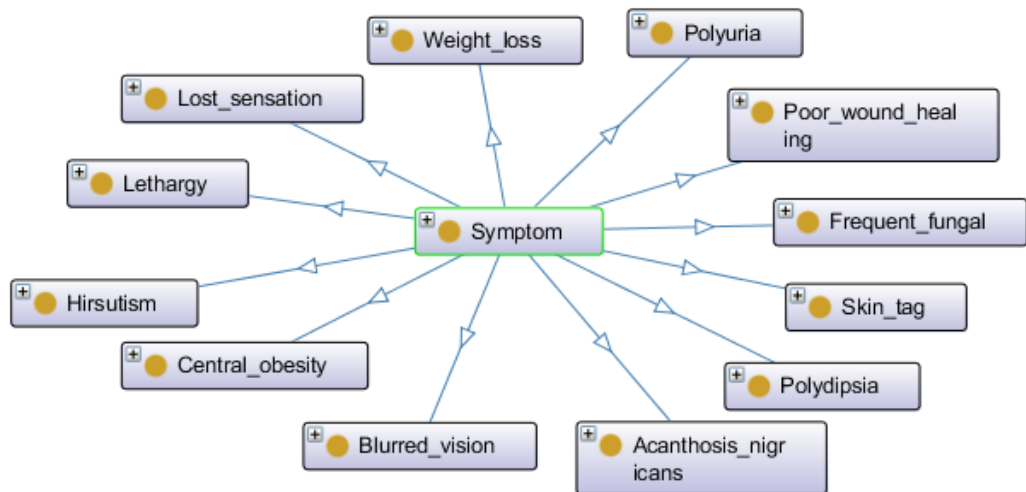 Weight_loss
Polyuria
Lost_sensation
Poor_wound_heal
ing
Lethargy
Symptom
Frequent_fungal
Hirsutism
Skin_tag
Central_obesity
Polydipsia
Blurred_vision
Acanthosis_nigr
icans